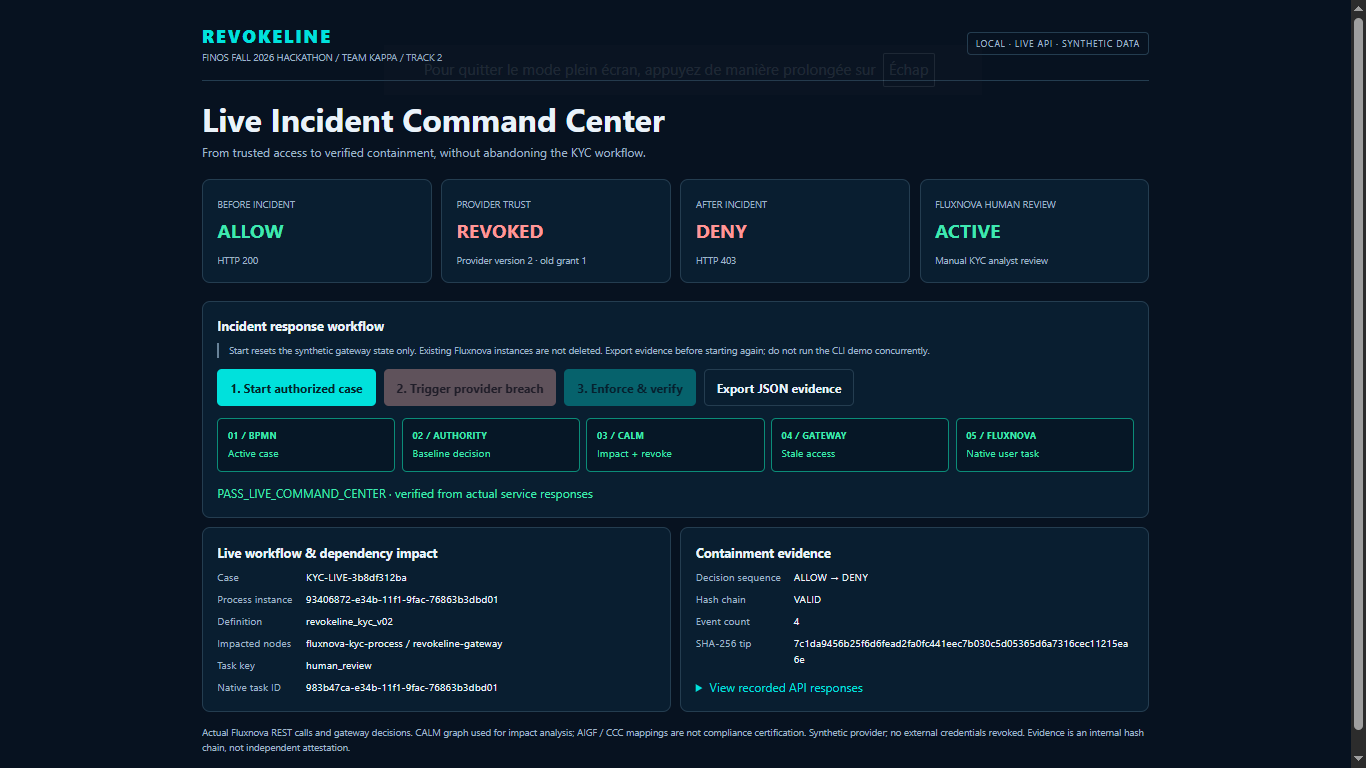 REVOKELINE
FINOS FALL 2026 HACKATHON / TEAM KAPPA / TRACK 2
LOCAL · LIVE API · SYNTHETIC DATA
Pour quitter le mode plein écran, appuyez de manière prolongée sur Échap
Live Incident Command Center
From trusted access to verified containment, without abandoning the KYC workflow.
BEFORE INCIDENT
ALLOW
HTTP 200
PROVIDER TRUST
REVOKED
Provider version 2 · old grant 1
AFTER INCIDENT
DENY
HTTP 403
FLUXNOVA HUMAN REVIEW
ACTIVE
Manual KYC analyst review
Incident response workflow
Start resets the synthetic gateway state only. Existing Fluxnova instances are not deleted. Export evidence before starting again; do not run the CLI demo concurrently.
1. Start authorized case
2. Trigger provider breach
3. Enforce & verify
Export JSON evidence
01 / BPMN
Active case
02 / AUTHORITY
Baseline decision
03 / CALM
Impact + revoke
04 / GATEWAY
Stale access
05 / FLUXNOVA
Native user task
PASS_LIVE_COMMAND_CENTER · verified from actual service responses
Live workflow & dependency impact
Case KYC-LIVE-3b8df312ba
Process instance 93406872-e34b-11f1-9fac-76863b3dbd01
Definition revokeline_kyc_v02
Impacted nodes fluxnova-kyc-process / revokeline-gateway
Task key human_review
Native task ID 983b47ca-e34b-11f1-9fac-76863b3dbd01
Containment evidence
Decision sequence ALLOW → DENY
Hash chain VALID
Event count 4
SHA-256 tip 7c1da9456b25f6d6fead2fa0fc441eec7b030c5d05365d6a7316cec11215ea
6e
▶ View recorded API responses
Actual Fluxnova REST calls and gateway decisions. CALM graph used for impact analysis; AIGF / CCC mappings are not compliance certification. Synthetic provider; no external credentials revoked. Evidence is an internal hash
chain, not independent attestation.